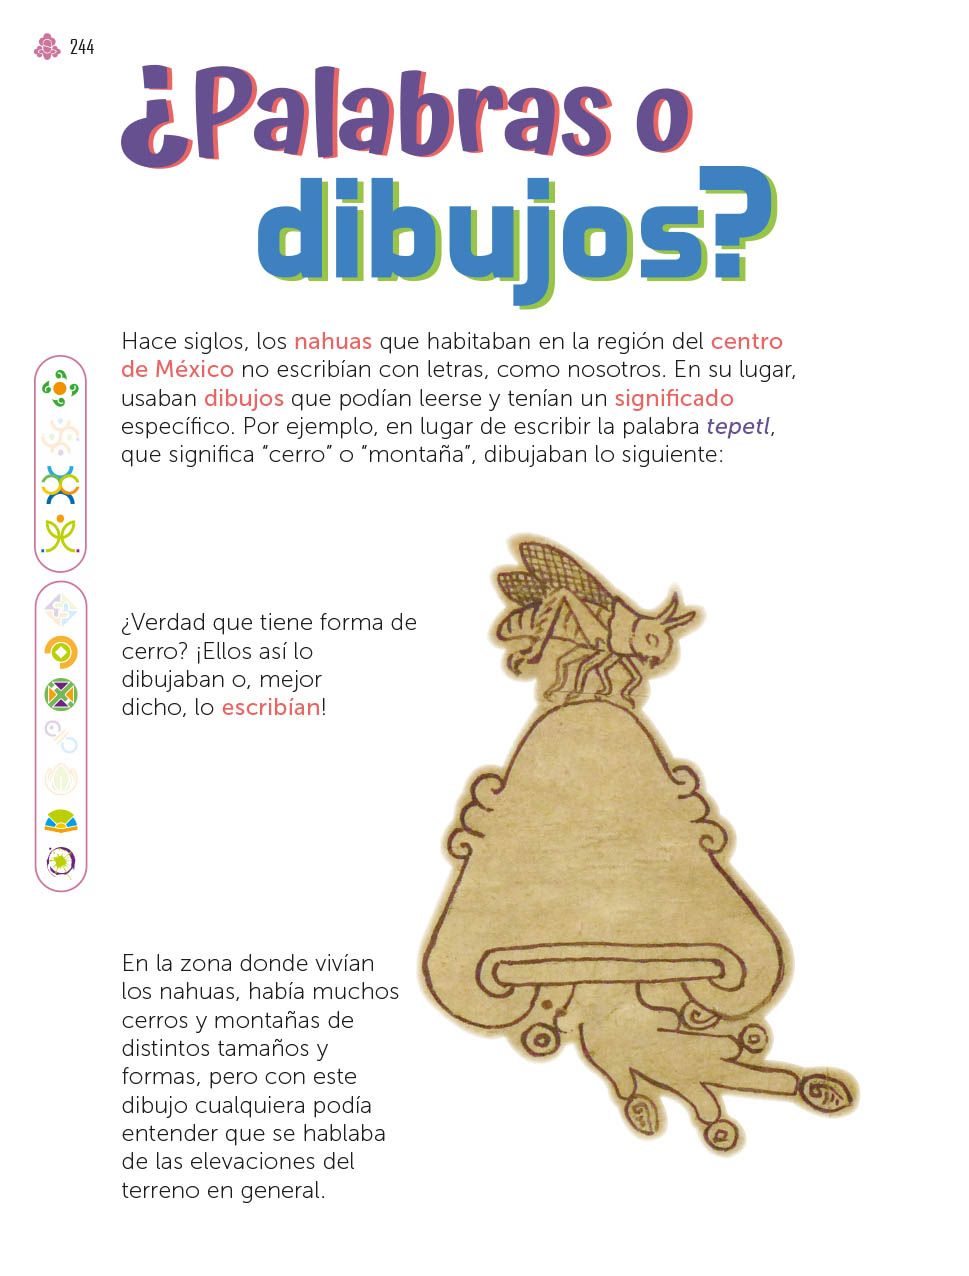 244
¿Palabras o
dibujos?
Hace siglos, los nahuas que habitaban en la región del centro
de México no escribían con letras, como nosotros. En su lugar,
usaban dibujos que podían leerse y tenían un significado
específico. Por ejemplo, en lugar de escribir la palabra tepetl,
que significa “cerro” o “montaña”, dibujaban lo siguiente:
¿Verdad que tiene forma de
cerro? ¡Ellos así lo
dibujaban o, mejor
dicho, lo escribían!
En la zona donde vivían
los nahuas, había muchos
cerros y montañas de
distintos tamaños y
formas, pero con este
dibujo cualquiera podía
entender que se hablaba
de las elevaciones del
terreno en general.